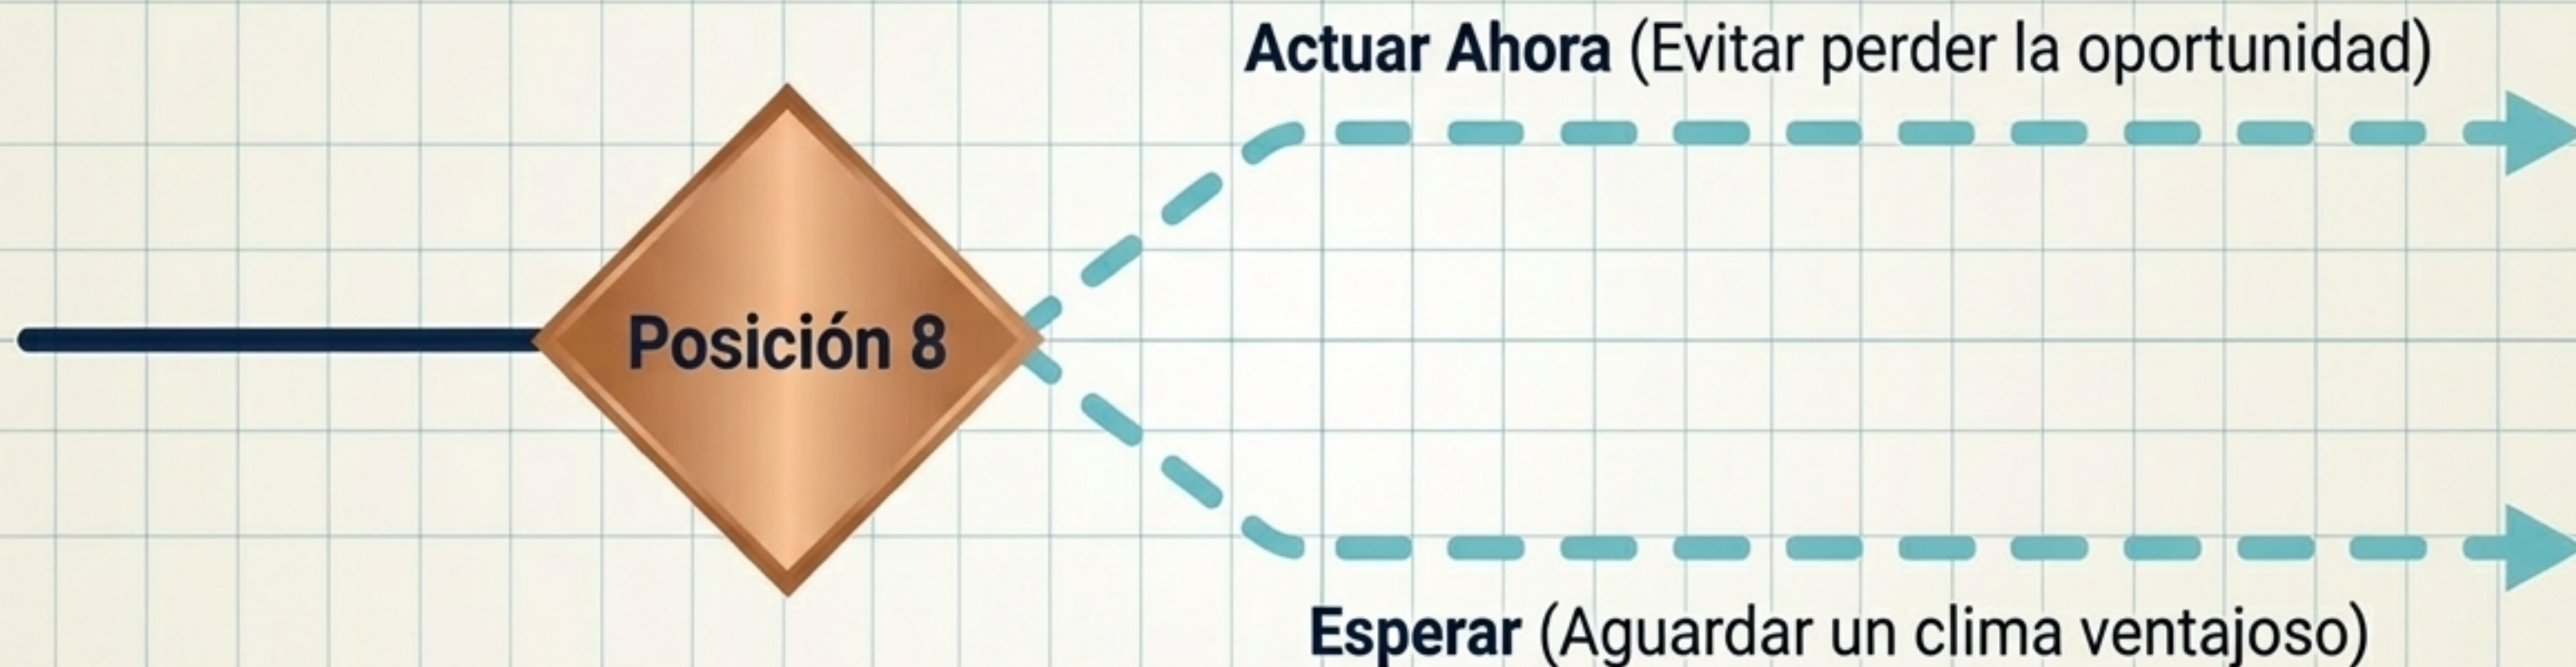 Actuar Ahora (Evitar perder la oportunidad)
Posición 8
Esperar (Aguardar un clima ventajoso)